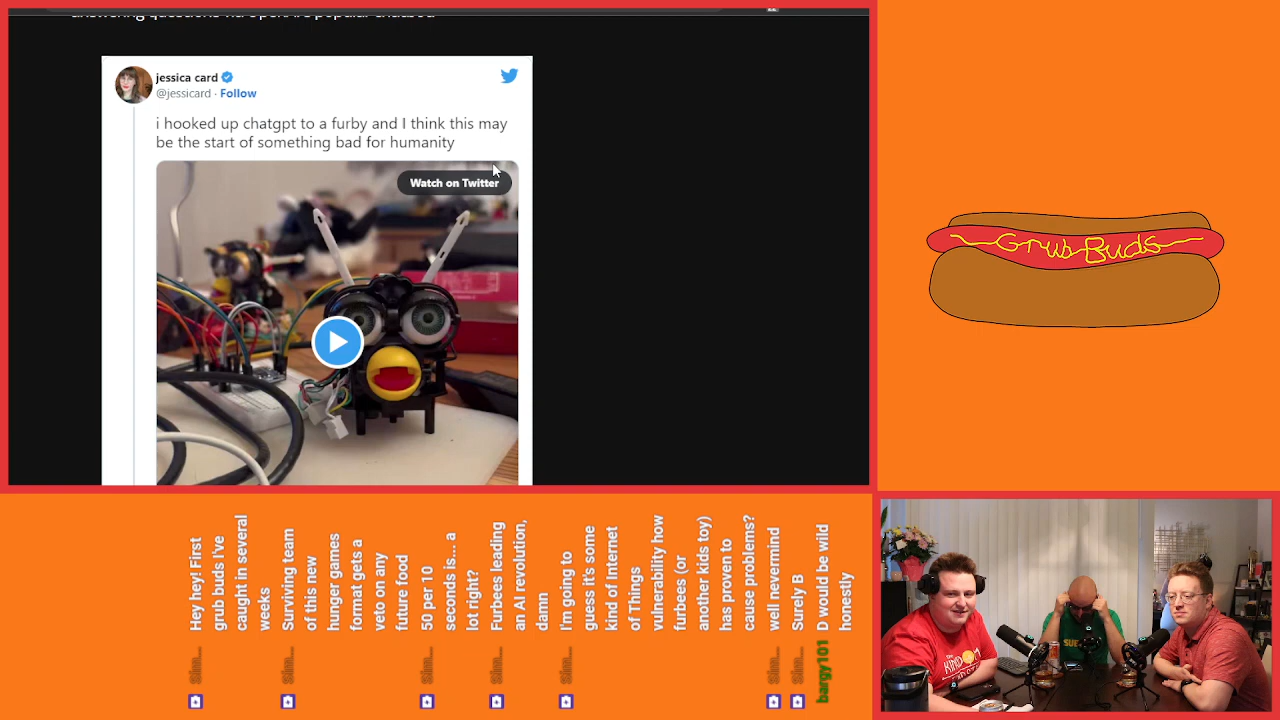 jessica card
@jessicard · Follow
i hooked up chatgpt to a furby and I think this may
be the start of something bad for humanity
Watch on Twitter
Grub Buds
Hey hey! First
grub buds I've
caught in several
weeks
Surviving team
of this new
hunger games
format gets a
veto on any
future food
50 per 10
seconds is... a
lot right?
Furbees leading
an AI revolution,
damn
I'm going to
guess it's some
kind of Internet
of Things
vulnerability how
furbees (or
another kids toy)
has proven to
cause problems?
well nevermind
Surely B
bargy101 D would be wild
honestly